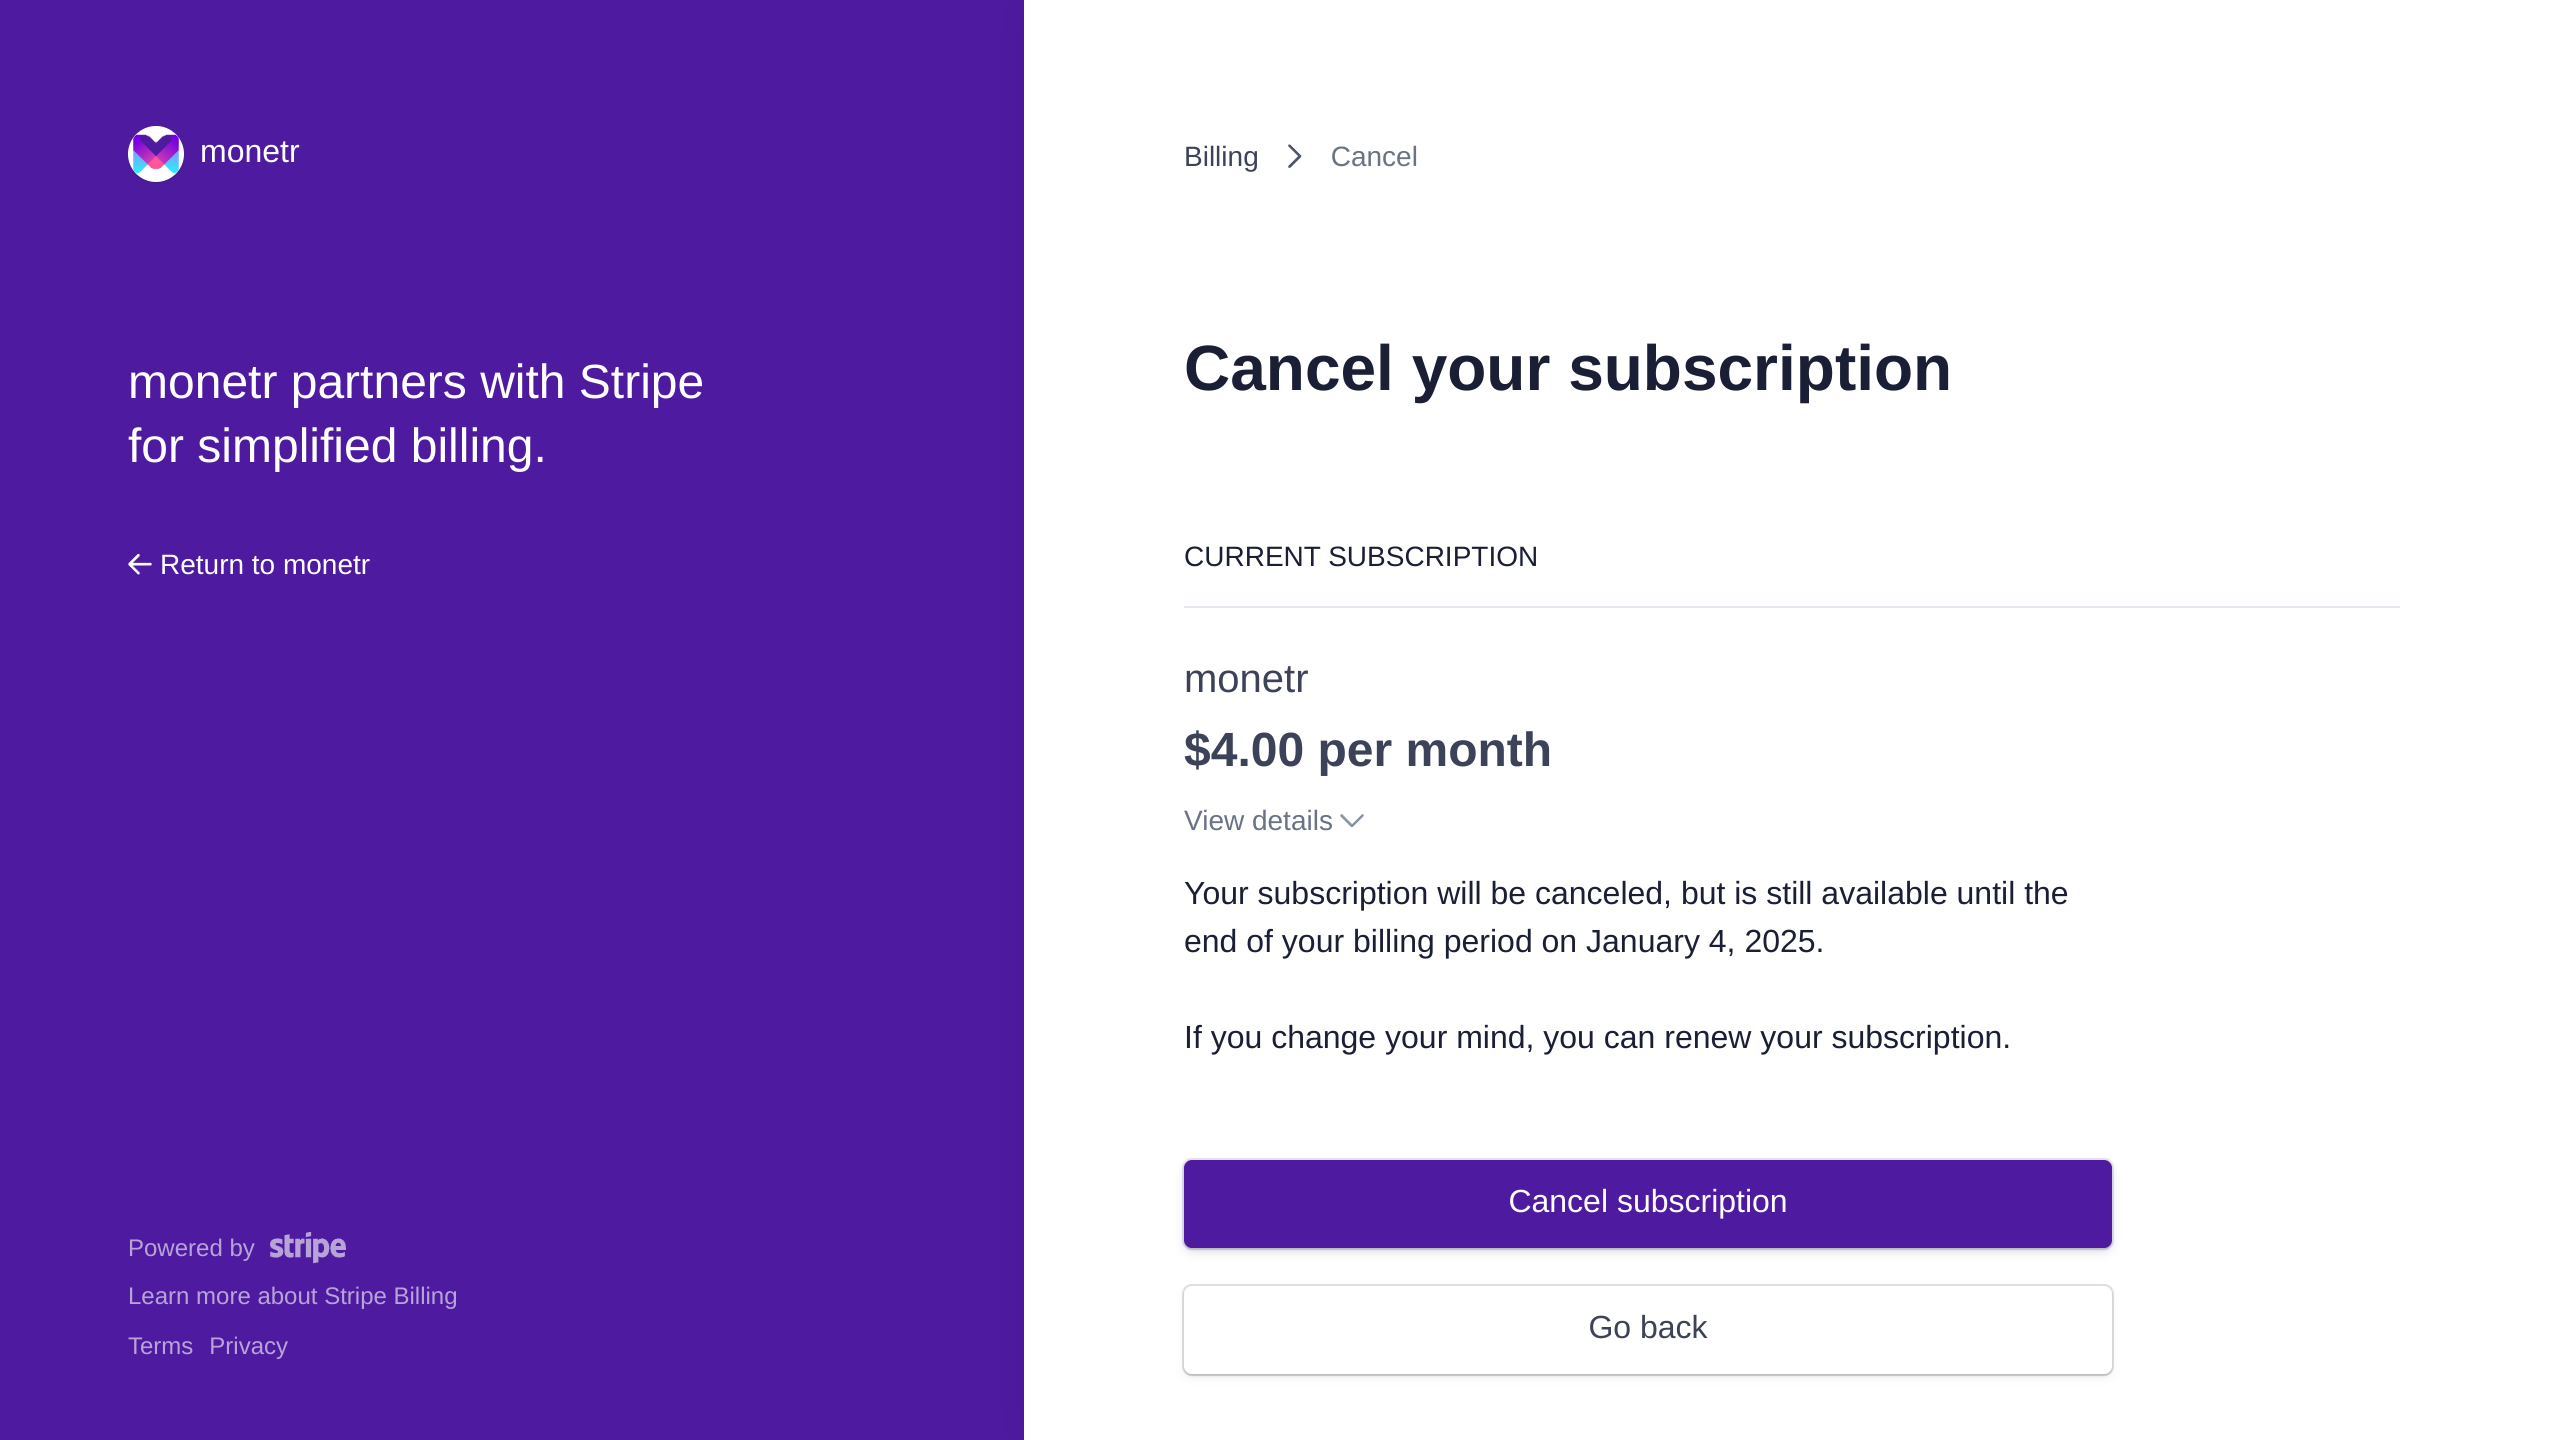 monetr
monetr partners with Stripe
for simplified billing.
Return to monetr
Powered by stripe
Learn more about Stripe Billing
Terms Privacy
Billing Cancel
Cancel your subscription
CURRENT SUBSCRIPTION
monetr
$4.00 per month
View details
Your subscription will be canceled, but is still available until the
end of your billing period on January 4, 2025.
If you change your mind, you can renew your subscription.
Cancel subscription
Go back